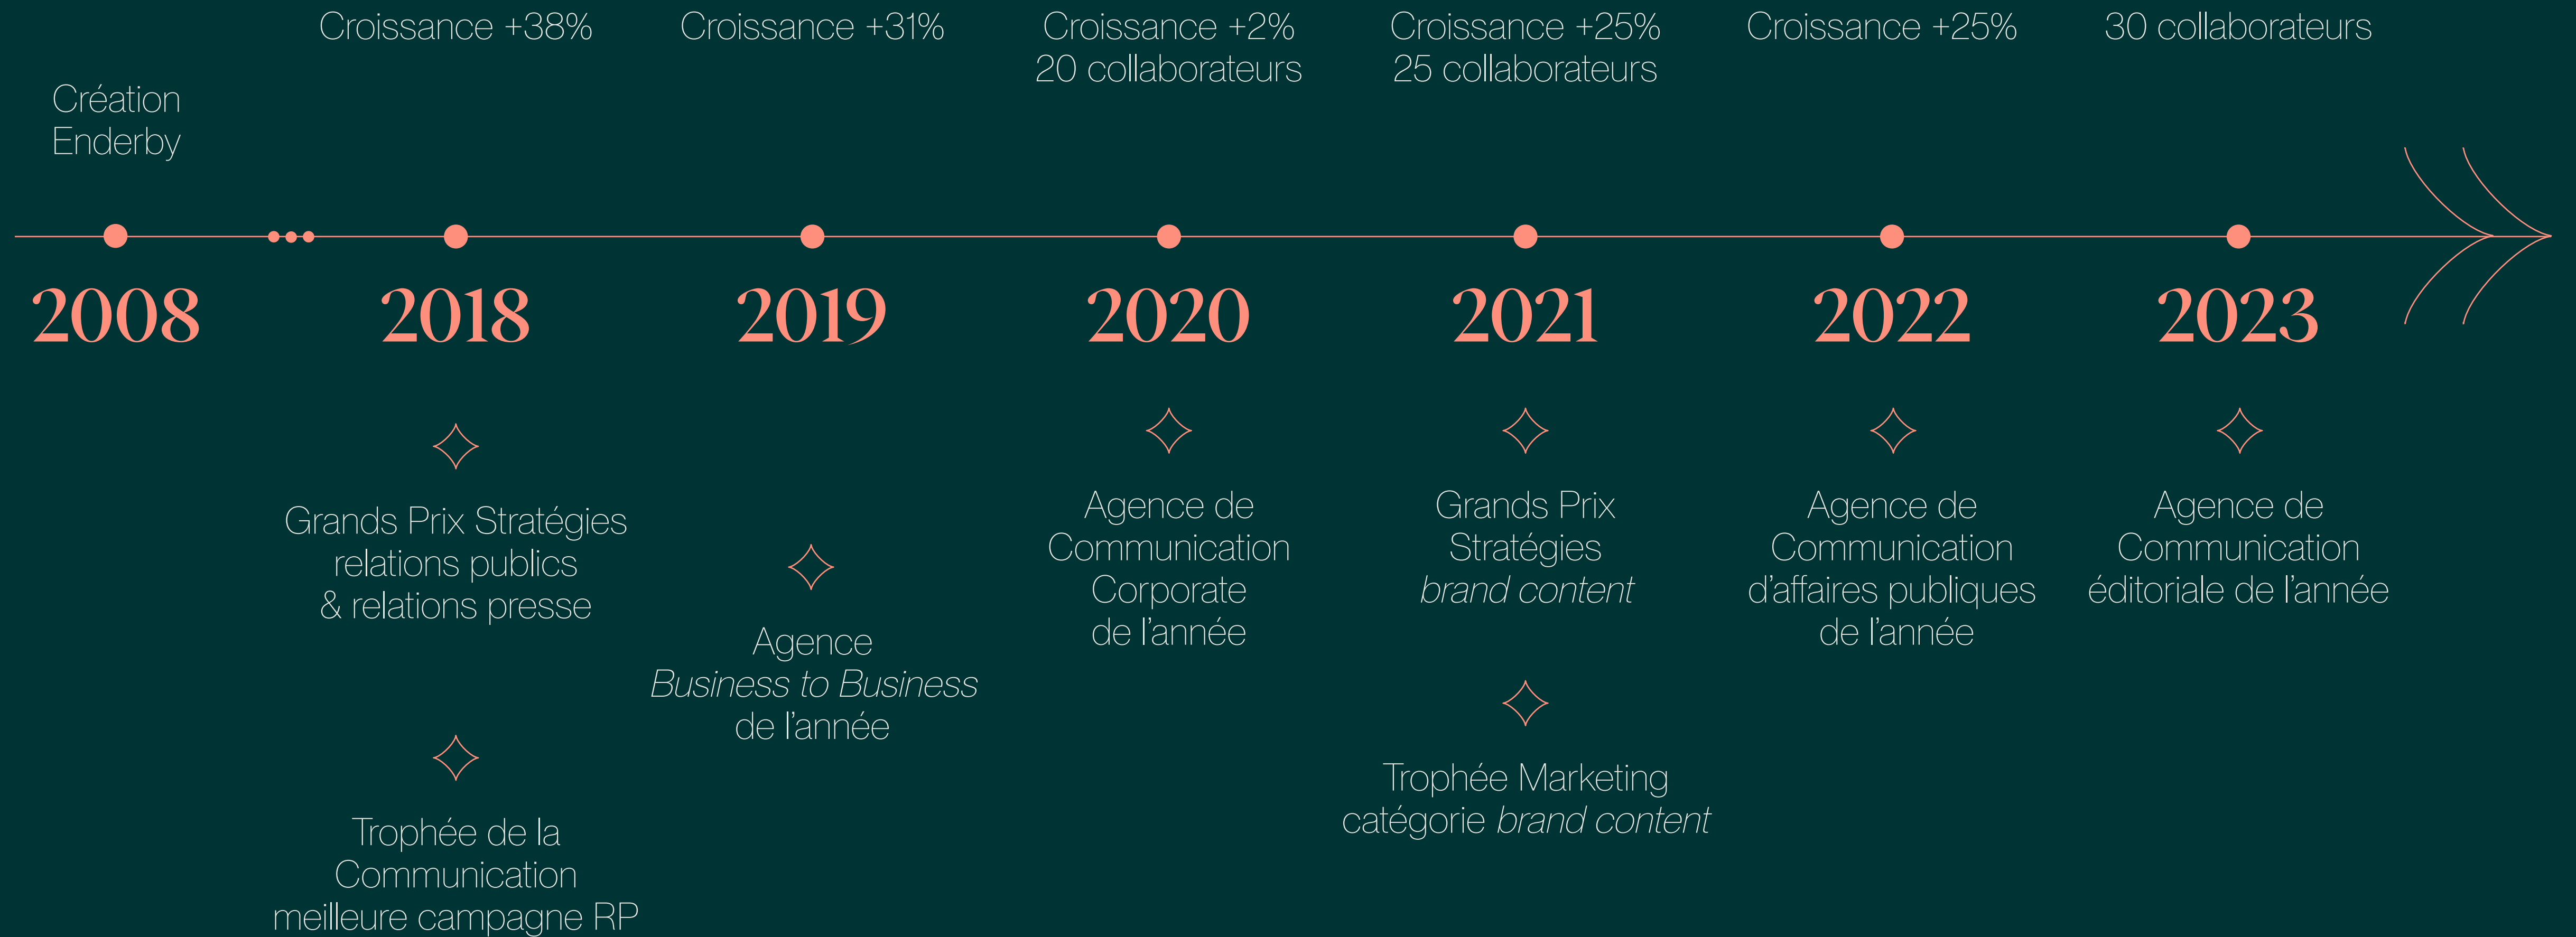 Création
Enderby
2008
Croissance +38%
2018
Grands Prix Stratégies
relations publics
& relations presse
Trophée de la
Communication
meilleure campagne RP
Croissance +31%
2019
Agence
Business to Business
de l'année
Croissance +2%
20 collaborateurs
2020
Agence de
Communication
Corporate
de l'année
Croissance +25%
25 collaborateurs
2021
Grands Prix
Stratégies
brand content
Trophée Marketing
catégorie brand content
Croissance +25%
2022
Agence de
Communication
d'affaires publiques
de l'année
30 collaborateurs
2023
Agence de
Communication
éditoriale de l'année